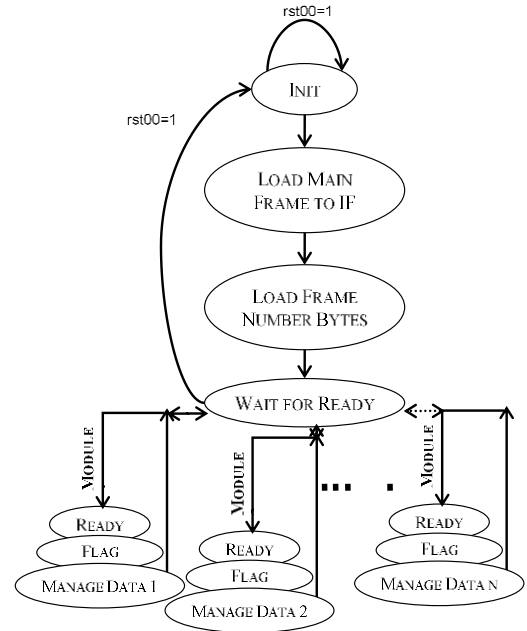 rst00=1
INIT
rst00=1
LOAD MAIN
FRAME TO IF
LOAD FRAME
NUMBER BYTES
WAIT FOR READY
MODULE
READY
FLAG
MANAGE DATA 1
MODULE
READY
FLAG
MANAGE DATA 2
MODULE
READY
FLAG
MANAGE DATA N